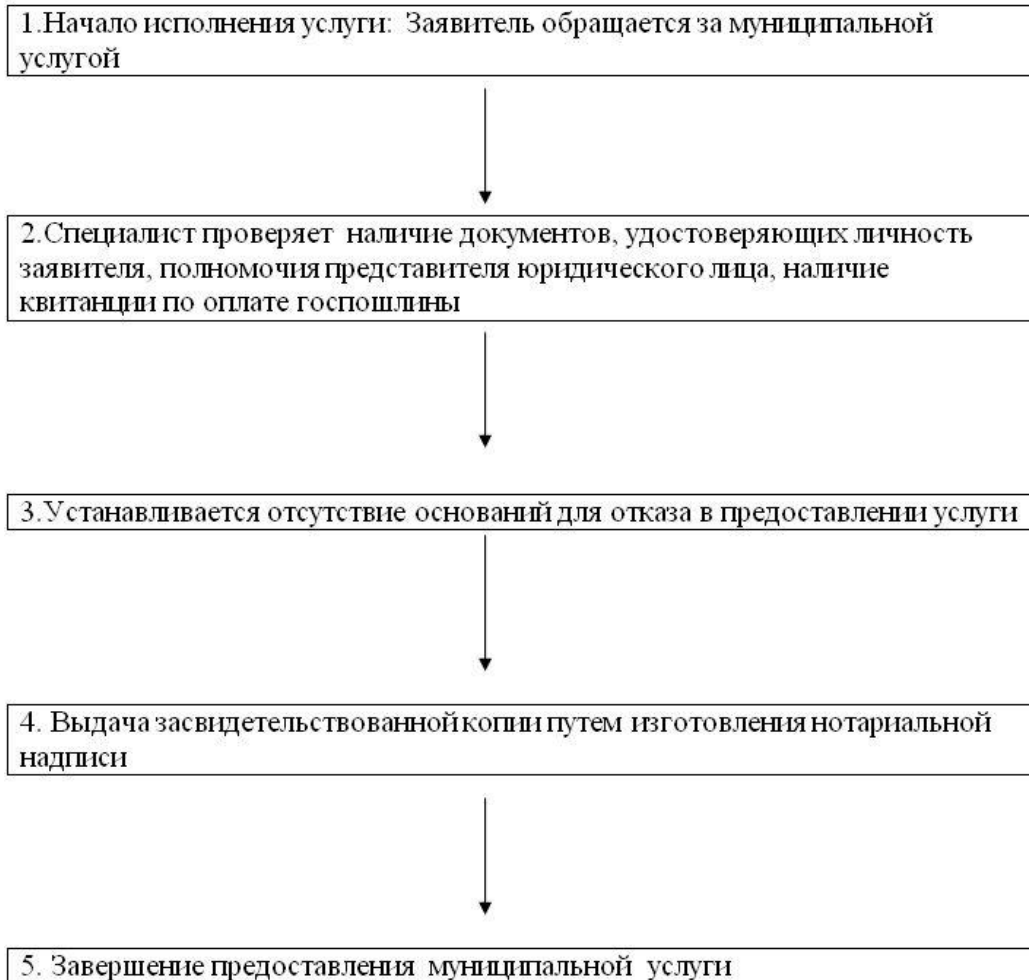 1.Начало исполнения услуги: Заявитель обращается за муниципальной
услугой
2.Специалист проверяет наличие документов, удостоверяющих личность
заявителя, полномочия представителя юридического лица, наличие
квитанции по оплате госпошлины
3.Устанавливается отсутствие оснований для отказа в предоставлении услуги
4. Выдача засвидетельствованной копии путем изготовления нотариальной
надписи
5. Завершение предоставления муниципальной услуги